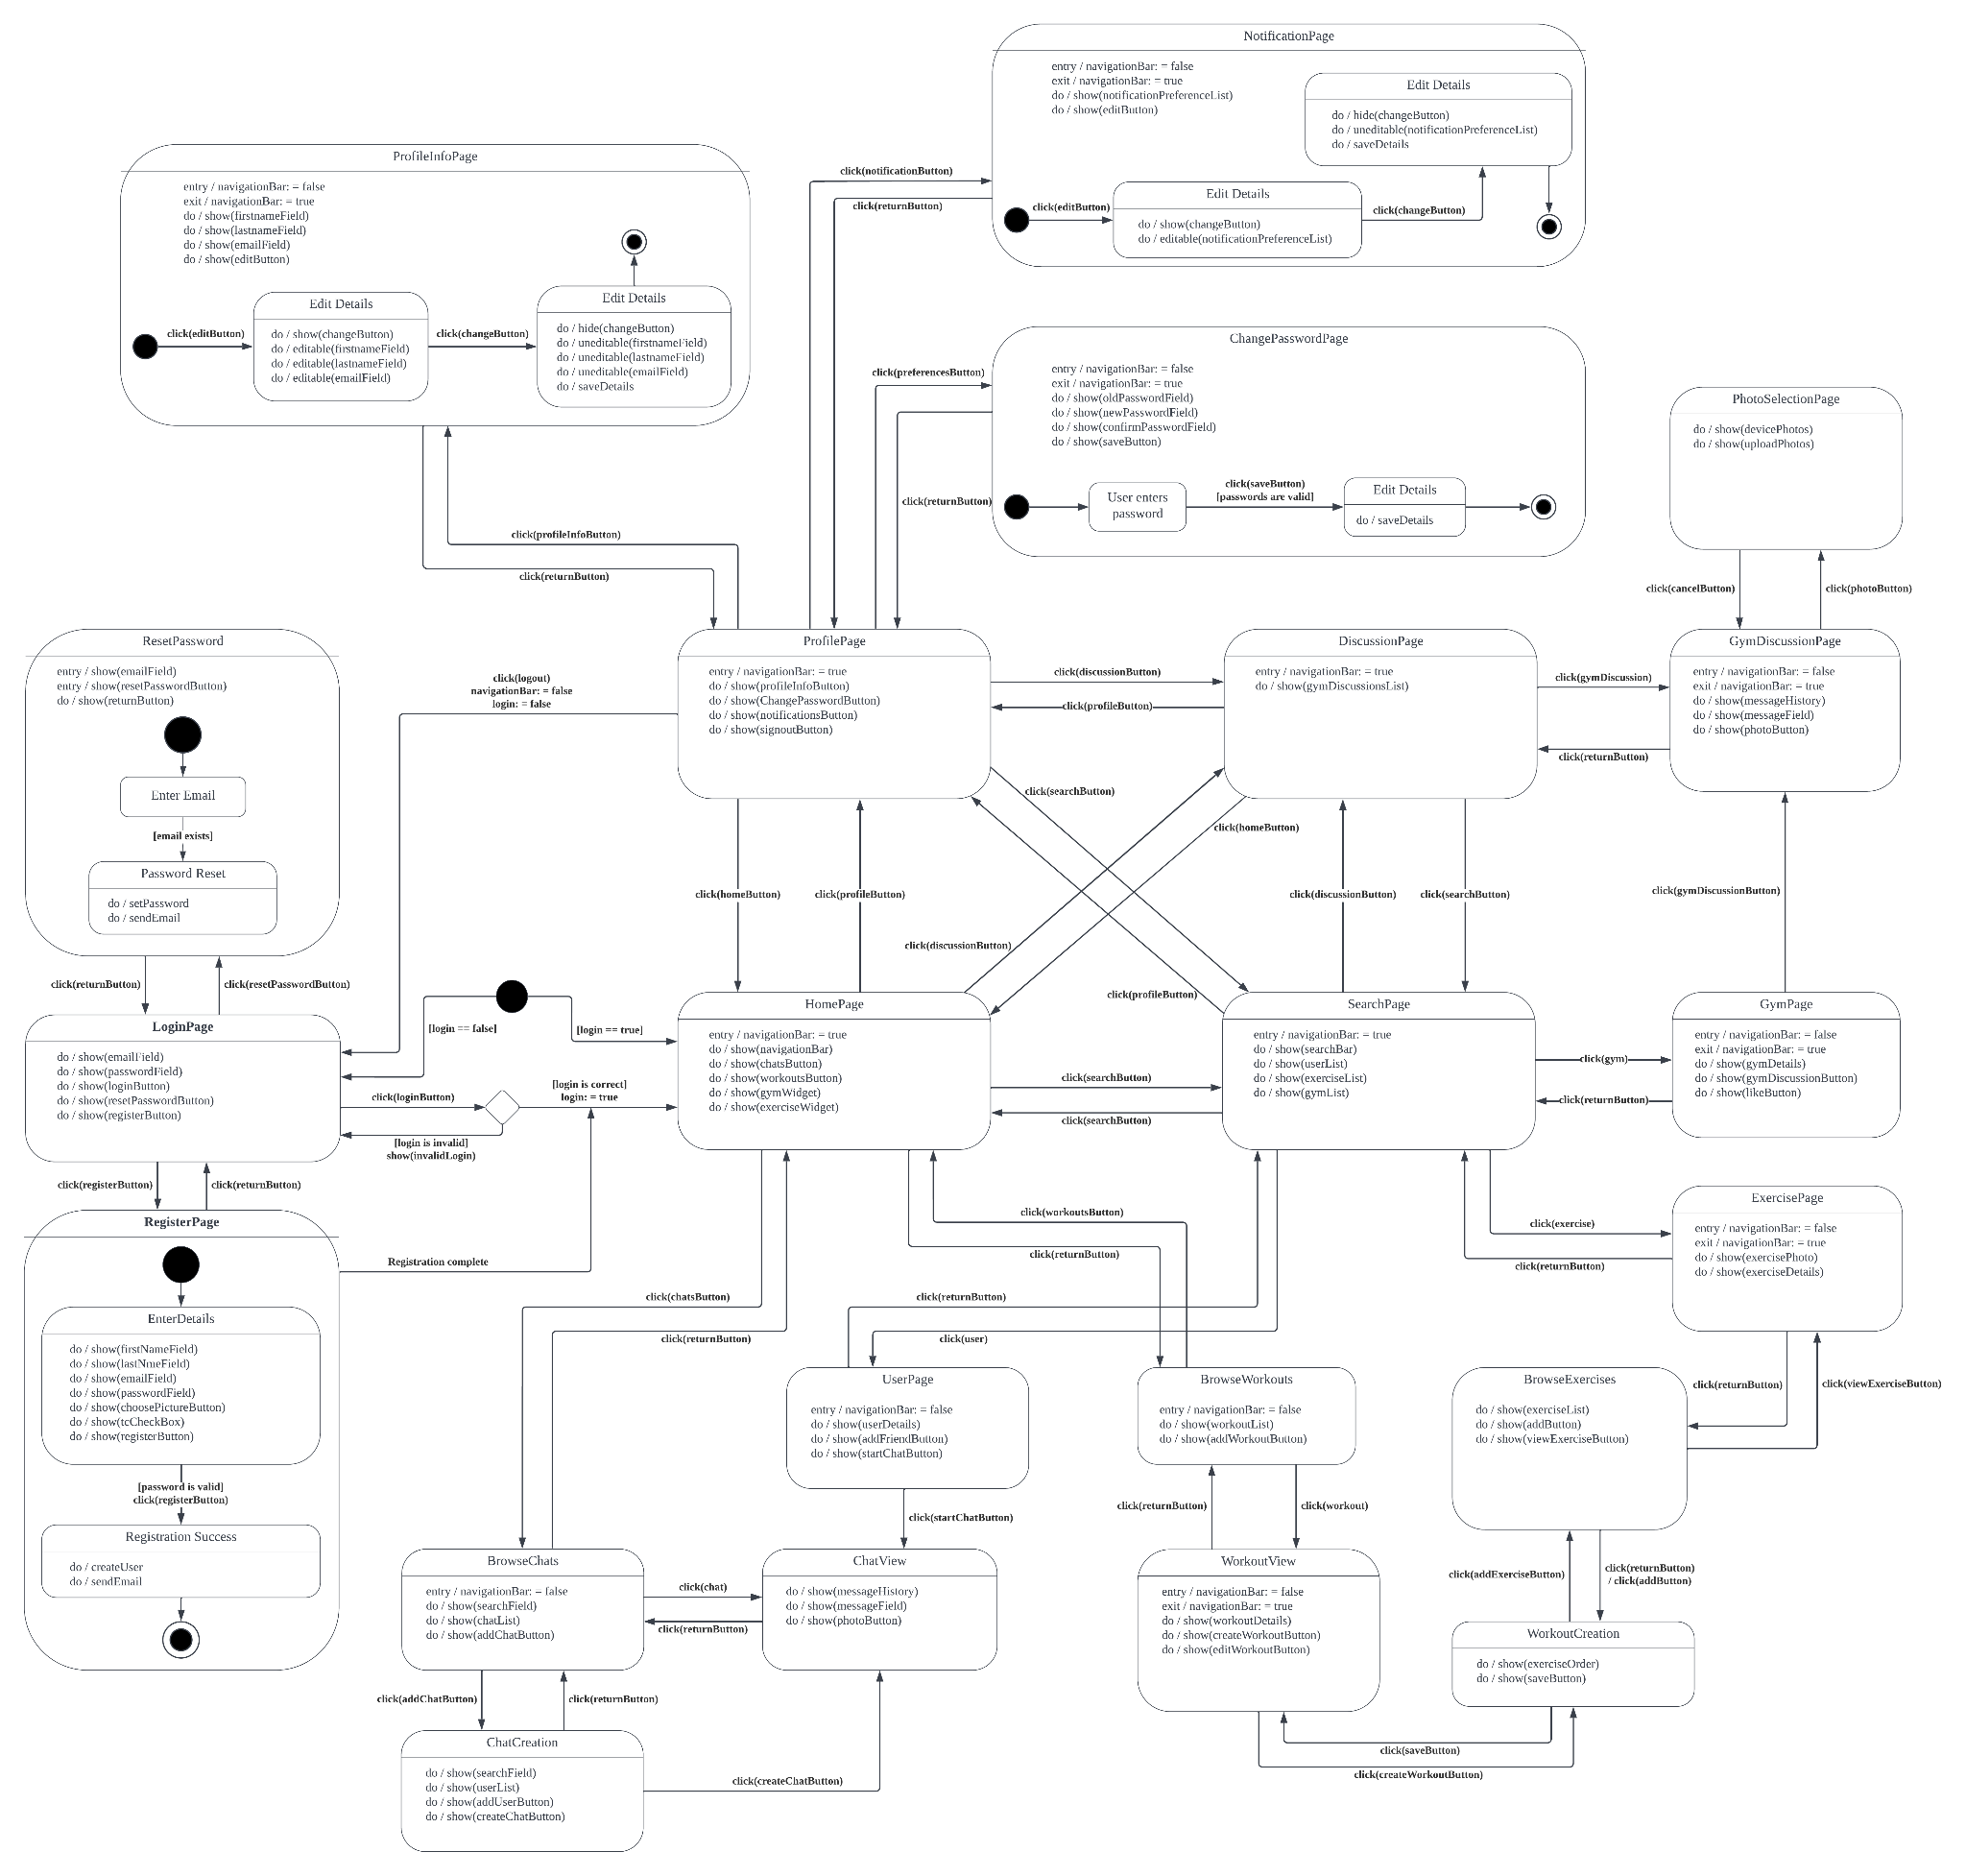 NotificationPage
entry / navigationBar: = false
exit / navigationBar: = true
do / show(notificationPreferenceList)
do / show(editButton)
Edit Details
do / hide(changeButton)
do / uneditable(notificationPreferenceList)
do / saveDetails
click(editButton)
Edit Details
do / show(changeButton)
do / editable(notificationPreferenceList)
click(changeButton)
ProfileInfoPage
entry / navigationBar: = false
exit / navigationBar: = true
do / show(firstnameField)
do / show(lastnameField)
do / show(emailField)
do / show(editButton)
click(editButton)
Edit Details
do / show(changeButton)
do / editable(firstnameField)
do / editable(lastnameField)
do / editable(emailField)
click(changeButton)
Edit Details
do / hide(changeButton)
do / uneditable(firstnameField)
do / uneditable(lastnameField)
do / uneditable(emailField)
do / saveDetails
click(notificationButton)
click(returnButton)
ChangePasswordPage
entry / navigationBar: = false
exit / navigationBar: = true
do / show(oldPasswordField)
do / show(newPasswordField)
do / show(confirmPasswordField)
do / show(saveButton)
User enters
password
click(saveButton)
[passwords are valid]
Edit Details
do / saveDetails
click(preferencesButton)
click(returnButton)
PhotoSelectionPage
do / show(devicePhotos)
do / show(uploadPhotos)
click(profileInfoButton)
click(returnButton)
click(cancelButton)
click(photoButton)
ResetPassword
entry / show(emailField)
entry / show(resetPasswordButton)
do / show(returnButton)
Enter Email
[email exists]
Password Reset
do / setPassword
do / sendEmail
click(logout)
navigationBar: = false
login: = false
ProfilePage
entry / navigationBar: = true
do / show(profileInfoButton)
do / show(ChangePasswordButton)
do / show(notificationsButton)
do / show(signoutButton)
click(discussionButton)
click(profileButton)
DiscussionPage
entry / navigationBar: = true
do / show(gymDiscussionsList)
click(gymDiscussion)
click(returnButton)
GymDiscussionPage
entry / navigationBar: = false
exit / navigationBar: = true
do / show(messageHistory)
do / show(messageField)
do / show(photoButton)
click(searchButton)
click(homeButton)
click(homeButton)
click(profileButton)
click(discussionButton)
click(searchButton)
click(gymDiscussionButton)
click(discussionButton)
click(profileButton)
click(returnButton)
click(resetPasswordButton)
LoginPage
do / show(emailField)
do / show(passwordField)
do / show(loginButton)
do / show(resetPasswordButton)
do / show(registerButton)
[login == false]
[login == true]
click(loginButton)
[login is correct]
login: = true
[login is invalid]
show(invalidLogin)
HomePage
entry / navigationBar: = true
do / show(navigationBar)
do / show(chatsButton)
do / show(workoutsButton)
do / show(gymWidget)
do / show(exerciseWidget)
click(searchButton)
click(searchButton)
SearchPage
entry / navigationBar: = true
do / show(searchBar)
do / show(userList)
do / show(exerciseList)
do / show(gymList)
click(gym)
click(returnButton)
GymPage
entry / navigationBar: = false
exit / navigationBar: = true
do / show(gymDetails)
do / show(gymDiscussionButton)
do / show(likeButton)
click(registerButton)
click(returnButton)
RegisterPage
EnterDetails
do / show(firstNameField)
do / show(lastNmeField)
do / show(emailField)
do / show(passwordField)
do / show(choosePictureButton)
do / show(tcCheckBox)
do / show(registerButton)
[password is valid]
click(registerButton)
Registration Success
do / createUser
do / sendEmail
Registration complete
click(chatsButton)
click(returnButton)
click(workoutsButton)
click(returnButton)
click(returnButton)
click(user)
click(exercise)
click(returnButton)
ExercisePage
entry / navigationBar: = false
exit / navigationBar: = true
do / show(exercisePhoto)
do / show(exerciseDetails)
UserPage
entry / navigationBar: = false
do / show(userDetails)
do / show(addFriendButton)
do / show(startChatButton)
BrowseWorkouts
entry / navigationBar: = false
do / show(workoutList)
do / show(addWorkoutButton)
BrowseExercises
do / show(exerciseList)
do / show(addButton)
do / show(viewExerciseButton)
click(returnButton)
click(viewExerciseButton)
click(startChatButton)
click(returnButton)
click(workout)
BrowseChats
entry / navigationBar: = false
do / show(searchField)
do / show(chatList)
do / show(addChatButton)
click(chat)
click(returnButton)
ChatView
do / show(messageHistory)
do / show(messageField)
do / show(photoButton)
WorkoutView
entry / navigationBar: = false
exit / navigationBar: = true
do / show(workoutDetails)
do / show(createWorkoutButton)
do / show(editWorkoutButton)
click(addExerciseButton)
click(returnButton)
/ click(addButton)
WorkoutCreation
do / show(exerciseOrder)
do / show(saveButton)
click(addChatButton)
click(returnButton)
ChatCreation
do / show(searchField)
do / show(userList)
do / show(addUserButton)
do / show(createChatButton)
click(createChatButton)
click(saveButton)
click(createWorkoutButton)